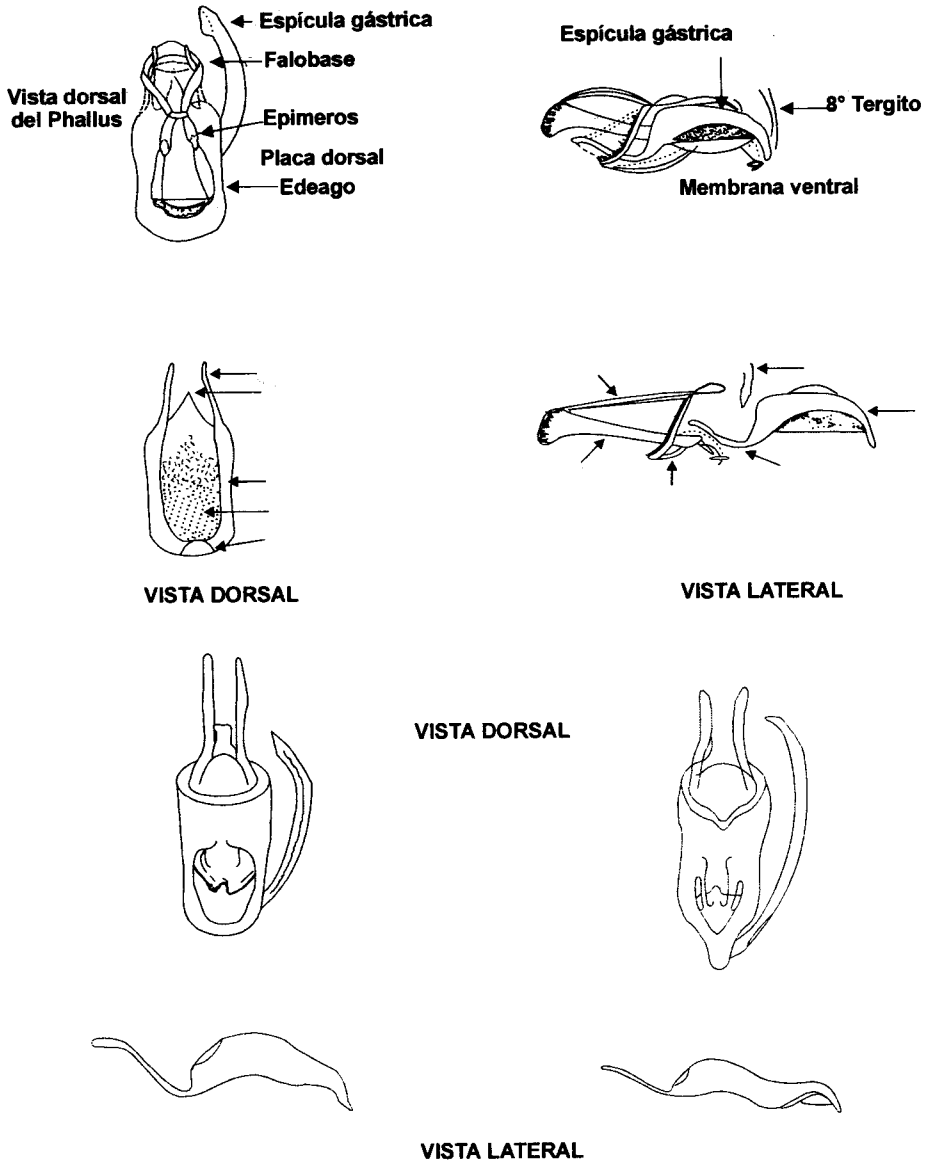 Espícula gástrica
Falobase
Vista dorsal
del Phallus
Epimeros
Placa dorsal
Edeago
Espícula gástrica
8° Tergito
Membrana ventral
VISTA DORSAL
VISTA LATERAL
VISTA DORSAL
VISTA LATERAL